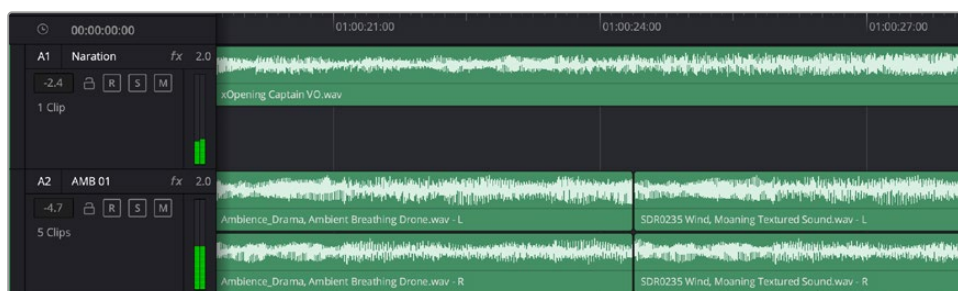 00:00:00:00
01:00:21:00 01:00:24:00 01:00:27:00
A1 Naration fx 2.0
-2.4 R S M
1 Clip
xOpening Captain VO.wav
A2 AMB 01 fx 2.0
-4.7 R S M
5 Clips
Ambience_Drama, Ambient Breathing Drone.wav - L
SDR0235 Wind, Moaning Textured Sound.wav - L
Ambience_Drama, Ambient Breathing Drone.wav - R
SDR0235 Wind, Moaning Textured Sound.wav - R